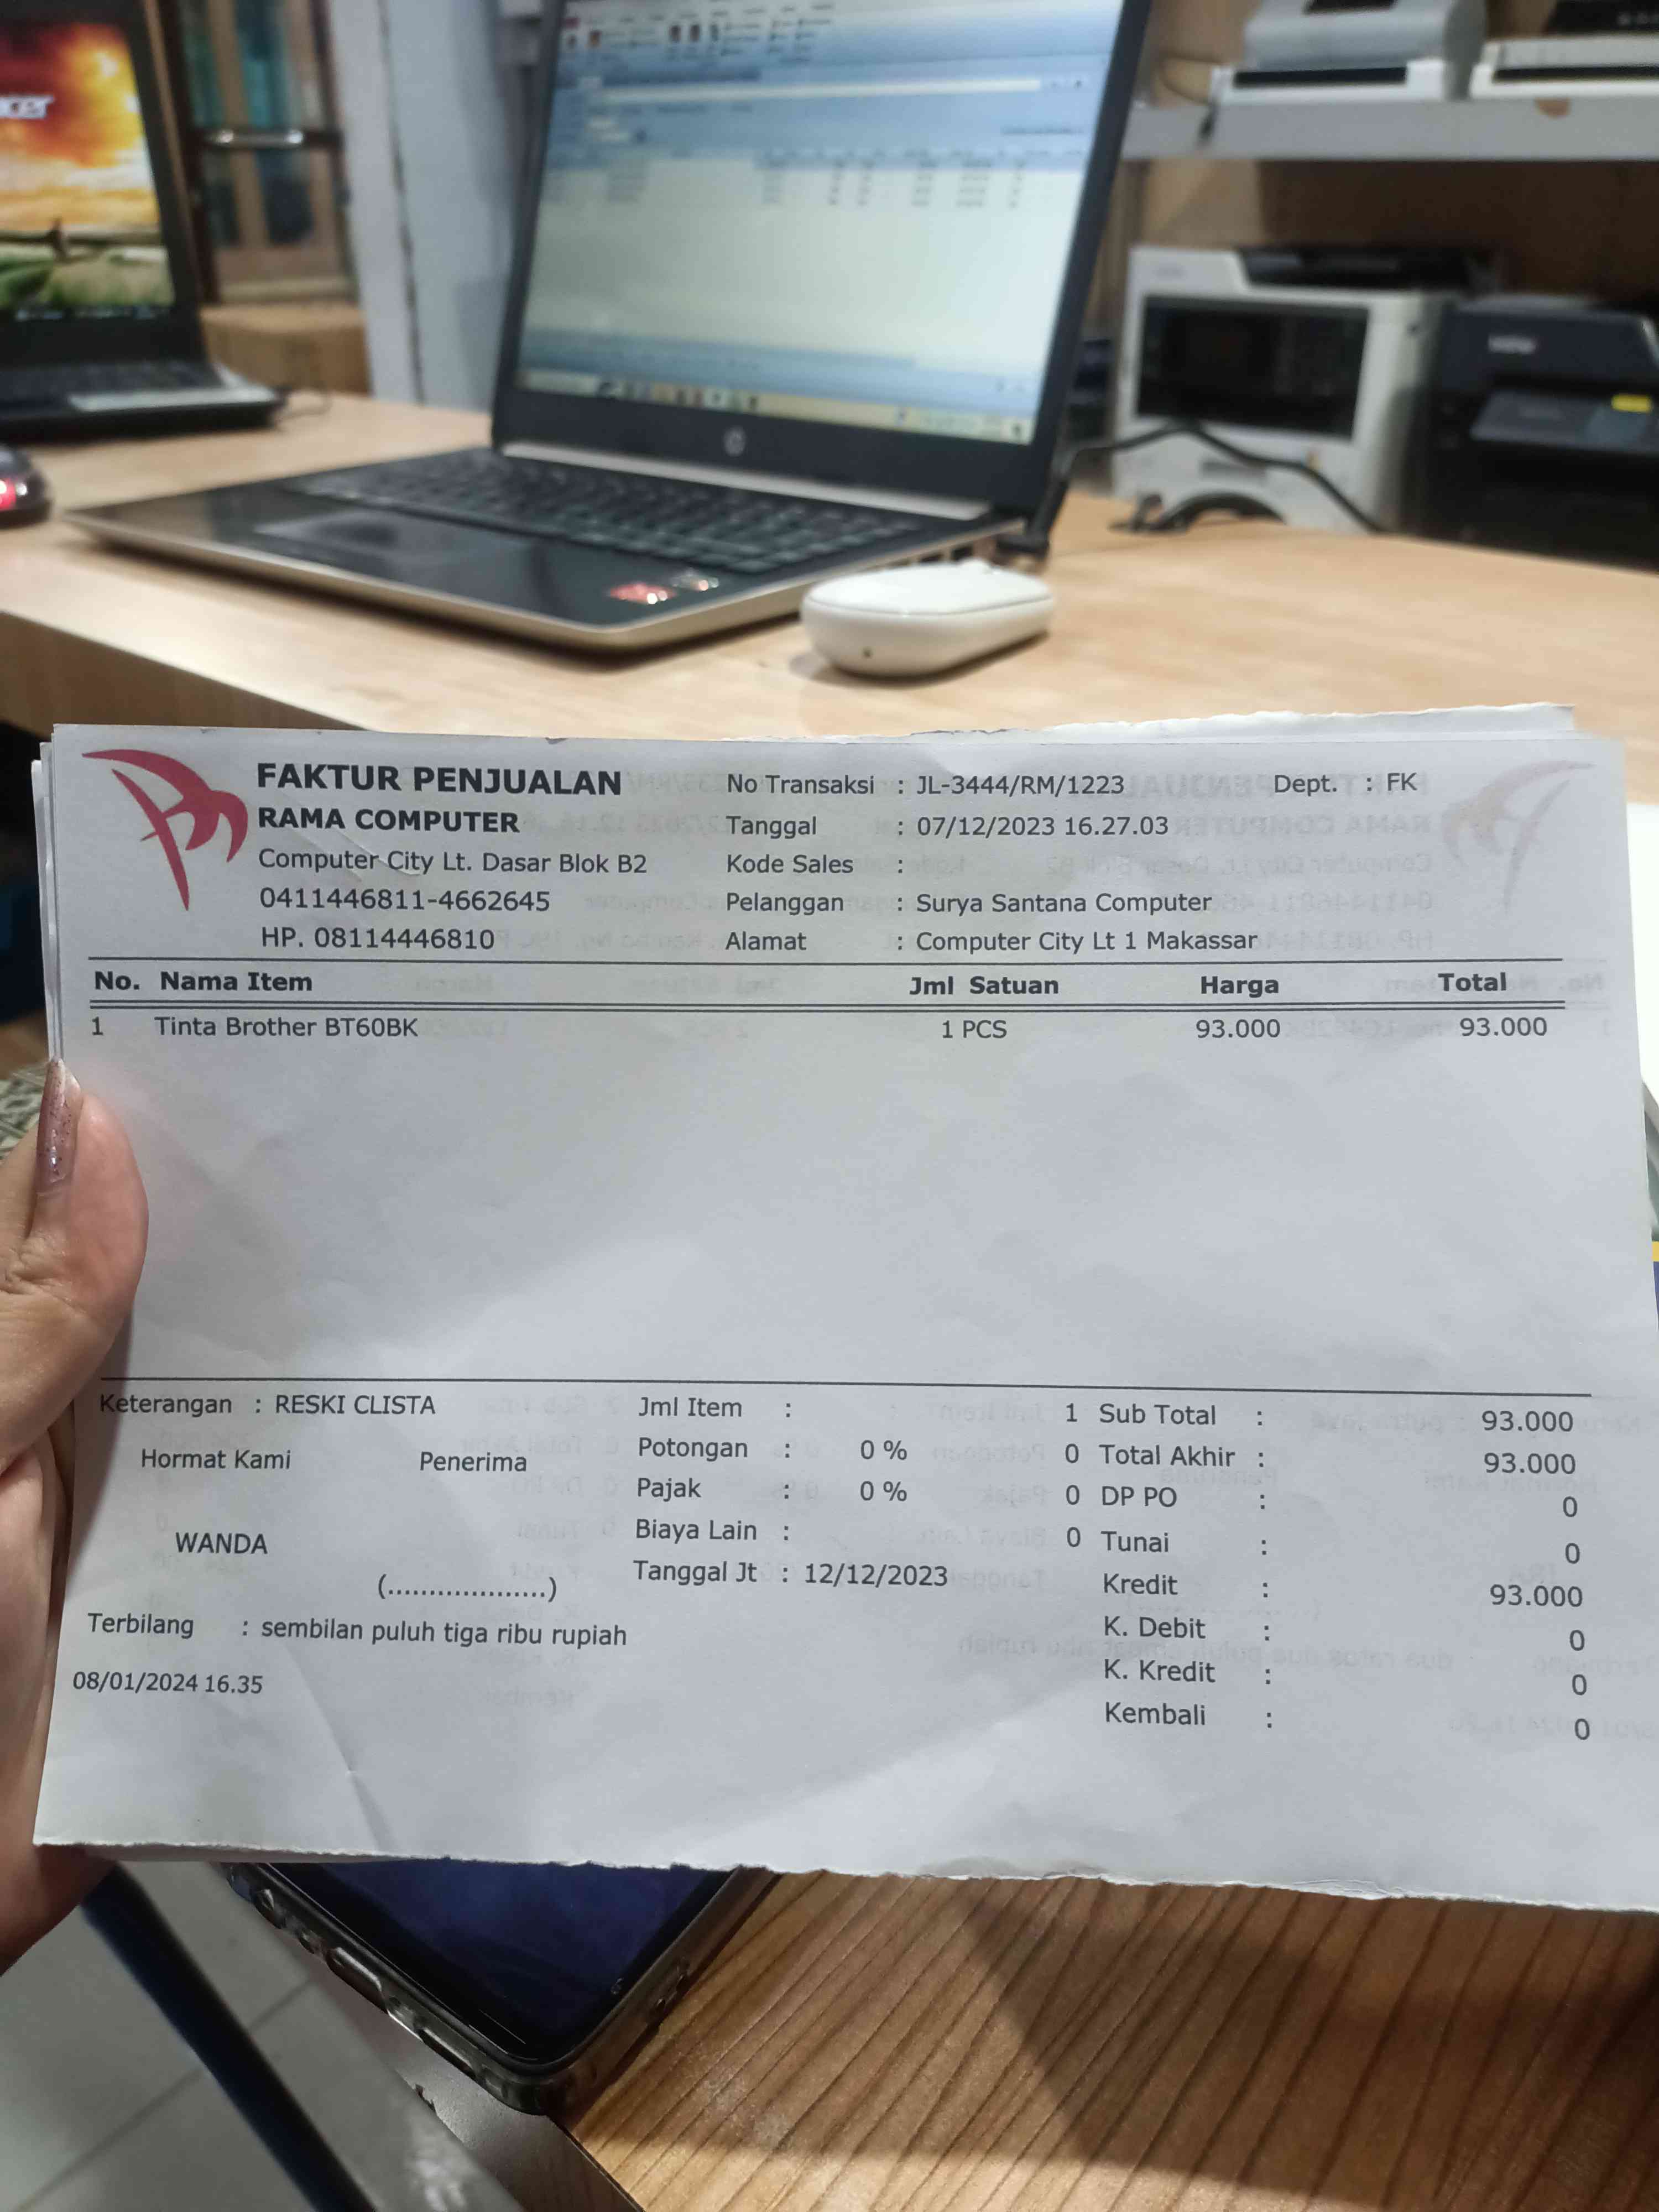 FAKTUR PENJUALAN
RAMA COMPUTER
Computer City Lt. Dasar Blok B2
0411446811-4662645
HP. 08114446810
No Transaksi : JL-3444/RM/1223
Tanggal : 07/12/2023 16.27.03
Kode Sales :
Pelanggan : Surya Santana Computer
Alamat : Computer City Lt 1 Makassar
Dept. : FK
No. Nama Item Jml Satuan Harga Total
1 Tinta Brother BT60BK 1 PCS 93.000 93.000
Keterangan : RESKI CLISTA
Hormat Kami Penerima
WANDA
(...................)
Terbilang : sembilan puluh tiga ribu rupiah
08/01/2024 16.35
Jml Item : 1
Potongan : 0 % 0
Pajak : 0 % 0
Biaya Lain : 0
Tanggal Jt : 12/12/2023
Sub Total : 93.000
Total Akhir : 93.000
DP PO : 0
Tunai : 0
Kredit : 93.000
K. Debit : 0
K. Kredit : 0
Kembali : 0